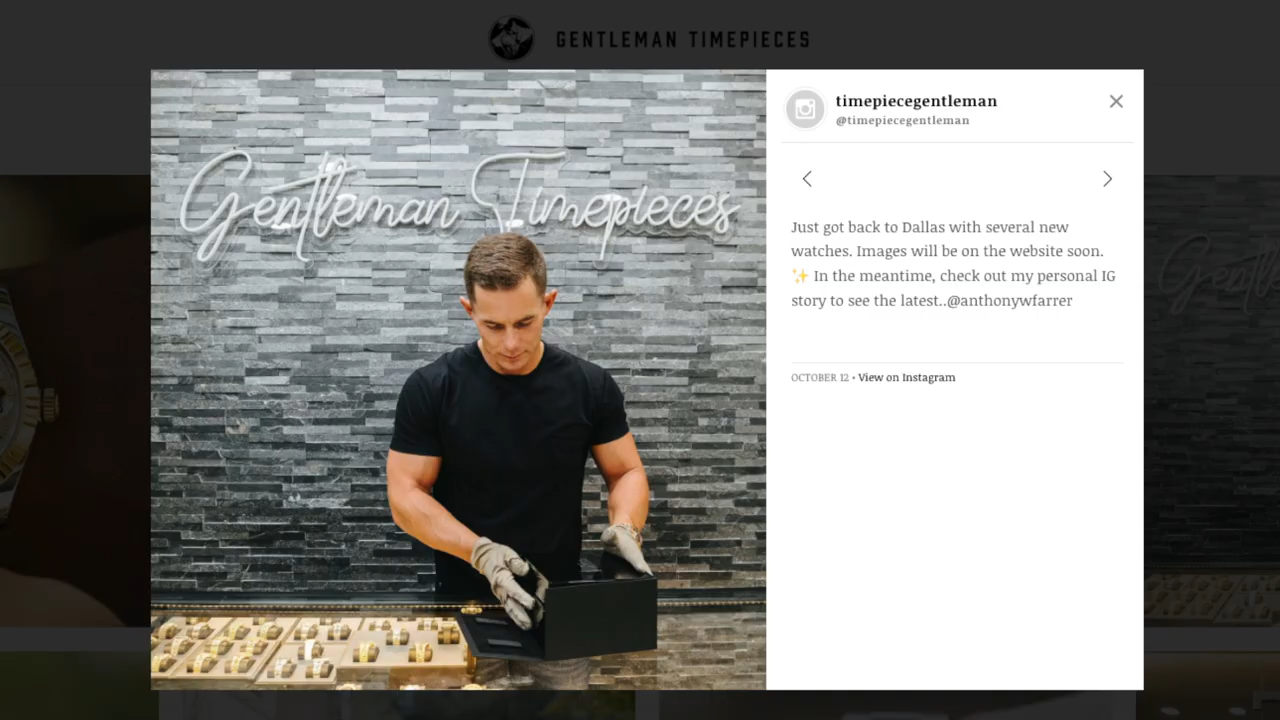 GENTLEMAN TIMEPIECES
Gentleman Timepieces
timepiecegentleman
@timepiecegentleman
Just got back to Dallas with several new
watches. Images will be on the website soon.
✨ In the meantime, check out my personal IG
story to see the latest..@anthonywfarrer
OCTOBER 12 • View on Instagram